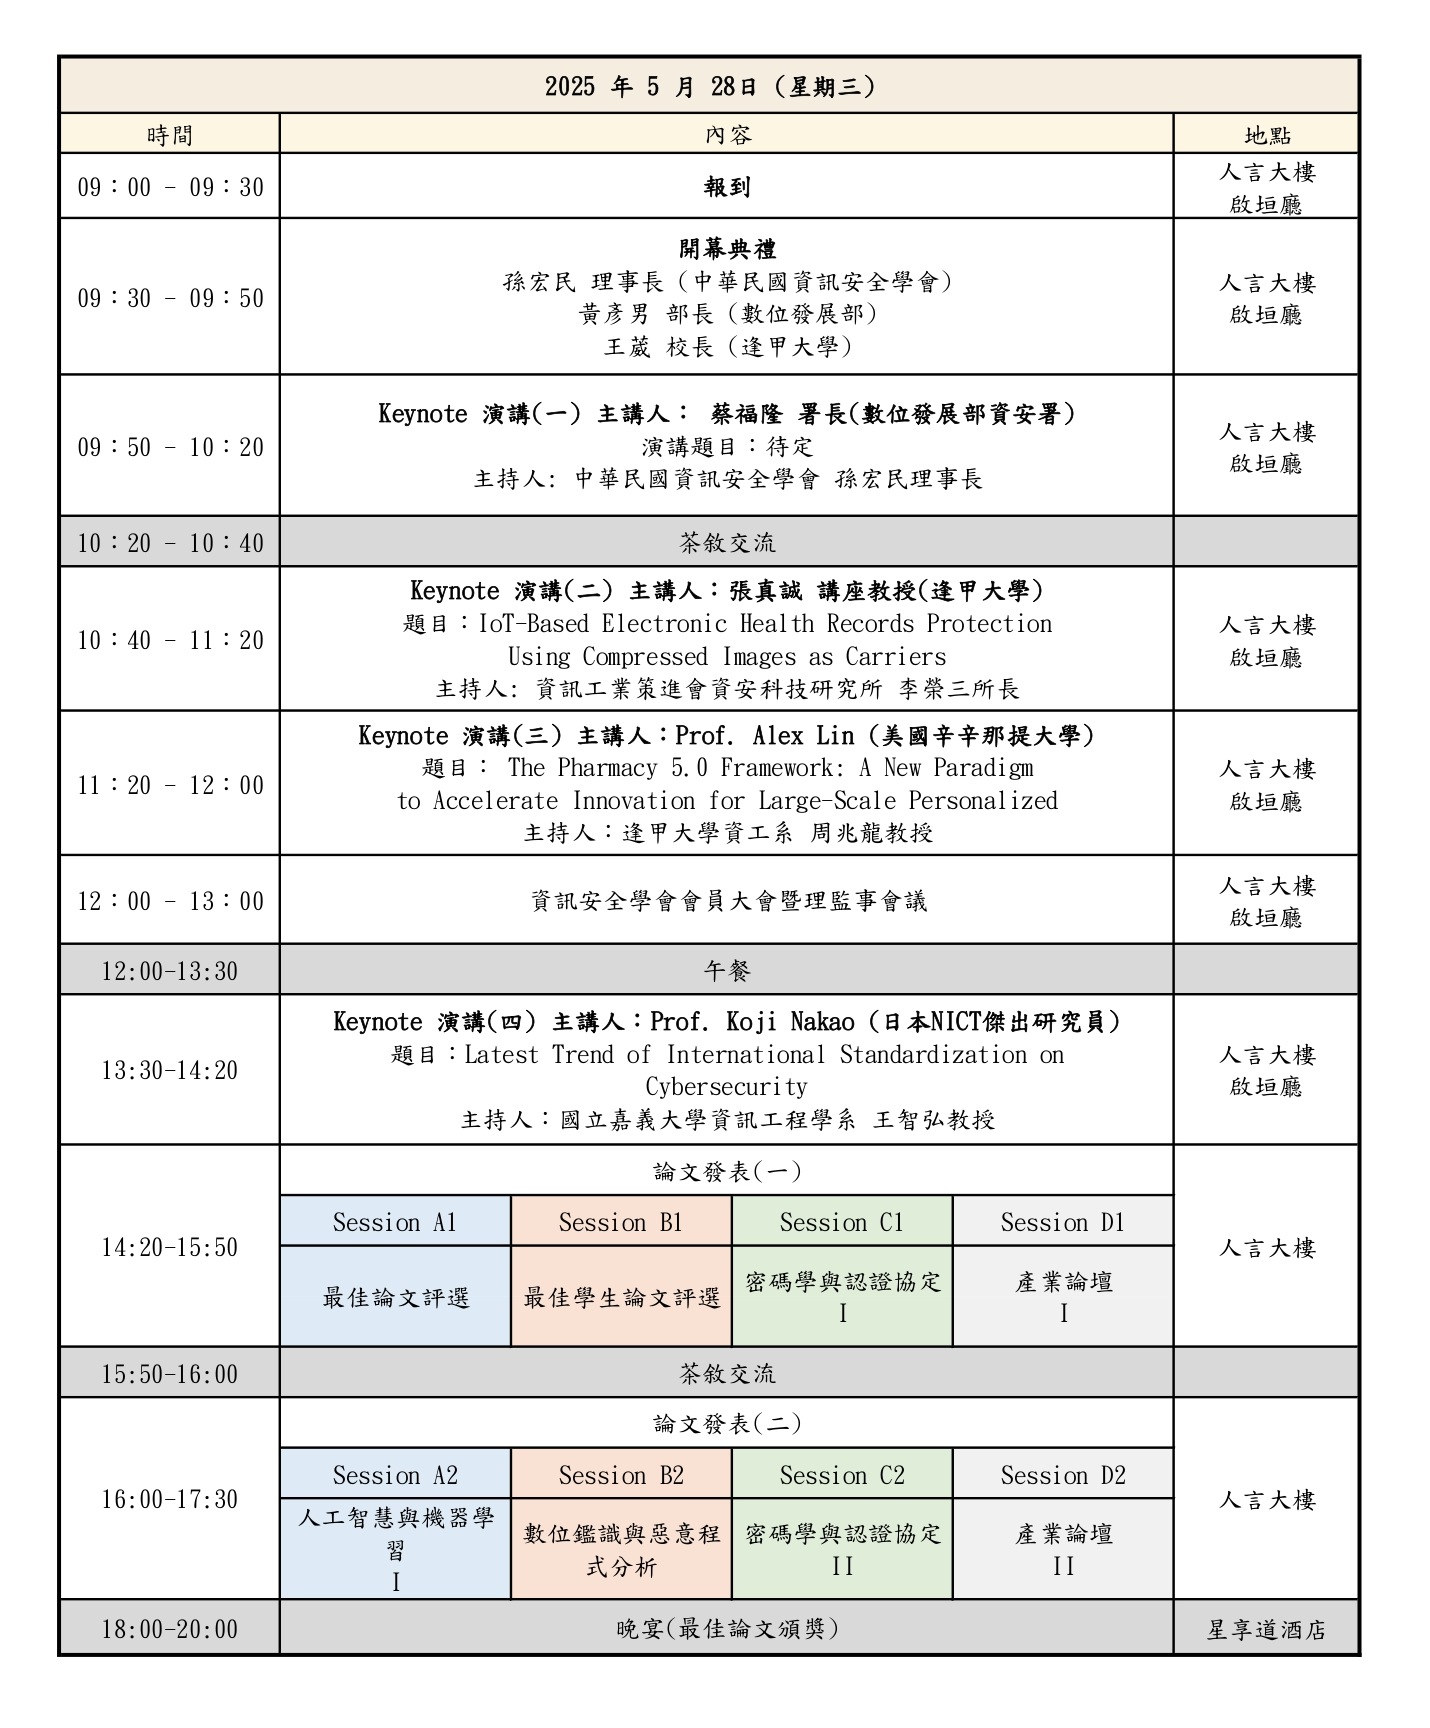 2025 年 5 月 28日 (星期三)
時間 內容 地點
09：00 - 09：30 報到 人言大樓
啟垣廳
開幕典禮
孫宏民 理事長 (中華民國資訊安全學會)
黃彥男 部長 (數位發展部)
王葳 校長 (逢甲大學)
09：30 - 09：50
人言大樓
啟垣廳
Keynote 演講(一) 主講人： 蔡福隆 署長(數位發展部資安署)
演講題目：待定
主持人: 中華民國資訊安全學會 孫宏民理事長
09：50 - 10：20
人言大樓
啟垣廳
10：20 - 10：40 茶敘交流
Keynote 演講(二) 主講人：張真誠 講座教授(逢甲大學)
題目：IoT-Based Electronic Health Records Protection
Using Compressed Images as Carriers
主持人: 資訊工業策進會資安科技研究所 李榮三所長
10：40 - 11：20
人言大樓
啟垣廳
Keynote 演講(三) 主講人：Prof. Alex Lin (美國辛辛那提大學)
題目： The Pharmacy 5.0 Framework: A New Paradigm
to Accelerate Innovation for Large-Scale Personalized
主持人：逢甲大學資工系 周兆龍教授
11：20 - 12：00
人言大樓
啟垣廳
12：00 - 13：00 資訊安全學會會員大會暨理監事會議 人言大樓
啟垣廳
12:00-13:30 午餐
Keynote 演講(四) 主講人：Prof. Koji Nakao (日本NICT傑出研究員)
題目：Latest Trend of International Standardization on
Cybersecurity
主持人：國立嘉義大學資訊工程學系 王智弘教授
13:30-14:20
人言大樓
啟垣廳
14:20-15:50
論文發表(一)
Session A1 Session B1 Session C1 Session D1
最佳論文評選 最佳學生論文評選 密碼學與認證協定 產業論壇
I I
人言大樓
15:50-16:00 茶敘交流
16:00-17:30
論文發表(二)
Session A2 Session B2 Session C2 Session D2
人工智慧與機器學
習
I
數位鑑識與惡意程
式分析
密碼學與認證協定
II
產業論壇
II
人言大樓
18:00-20:00 晚宴(最佳論文頒獎) 星享道酒店